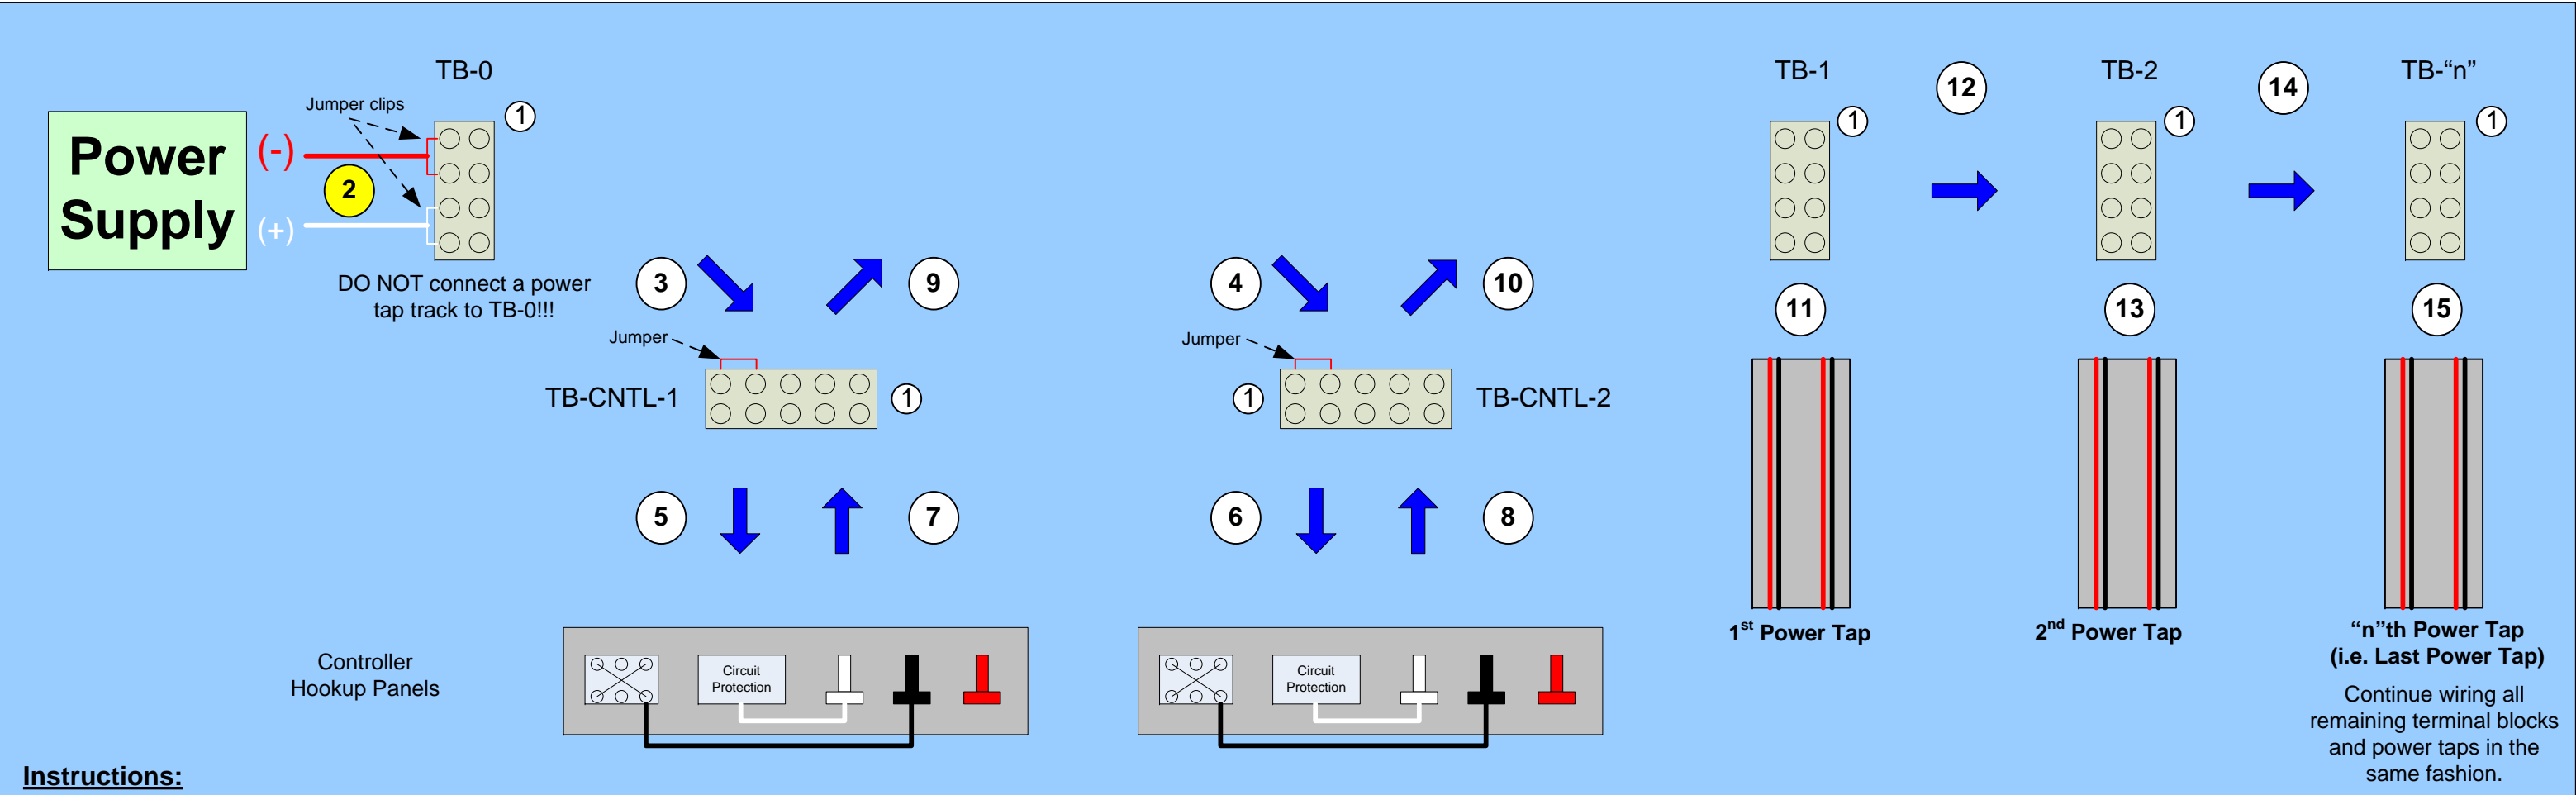 TB-0
Jumper clips
1
Power
Supply
(-)
2
(+)
DO NOT connect a power
tap track to TB-0!!!
3
9
Jumper
TB-CNTL-1
1
5
7
4
10
Jumper
1
TB-CNTL-2
6
8
Controller
Hookup Panels
Circuit
Protection
Circuit
Protection
TB-1
1
12
TB-2
1
14
TB-“n”
1
11
13
15
1st Power Tap
2nd Power Tap
“n”th Power Tap
(i.e. Last Power Tap)
Continue wiring all
remaining terminal blocks
and power taps in the
same fashion.
Instructions: